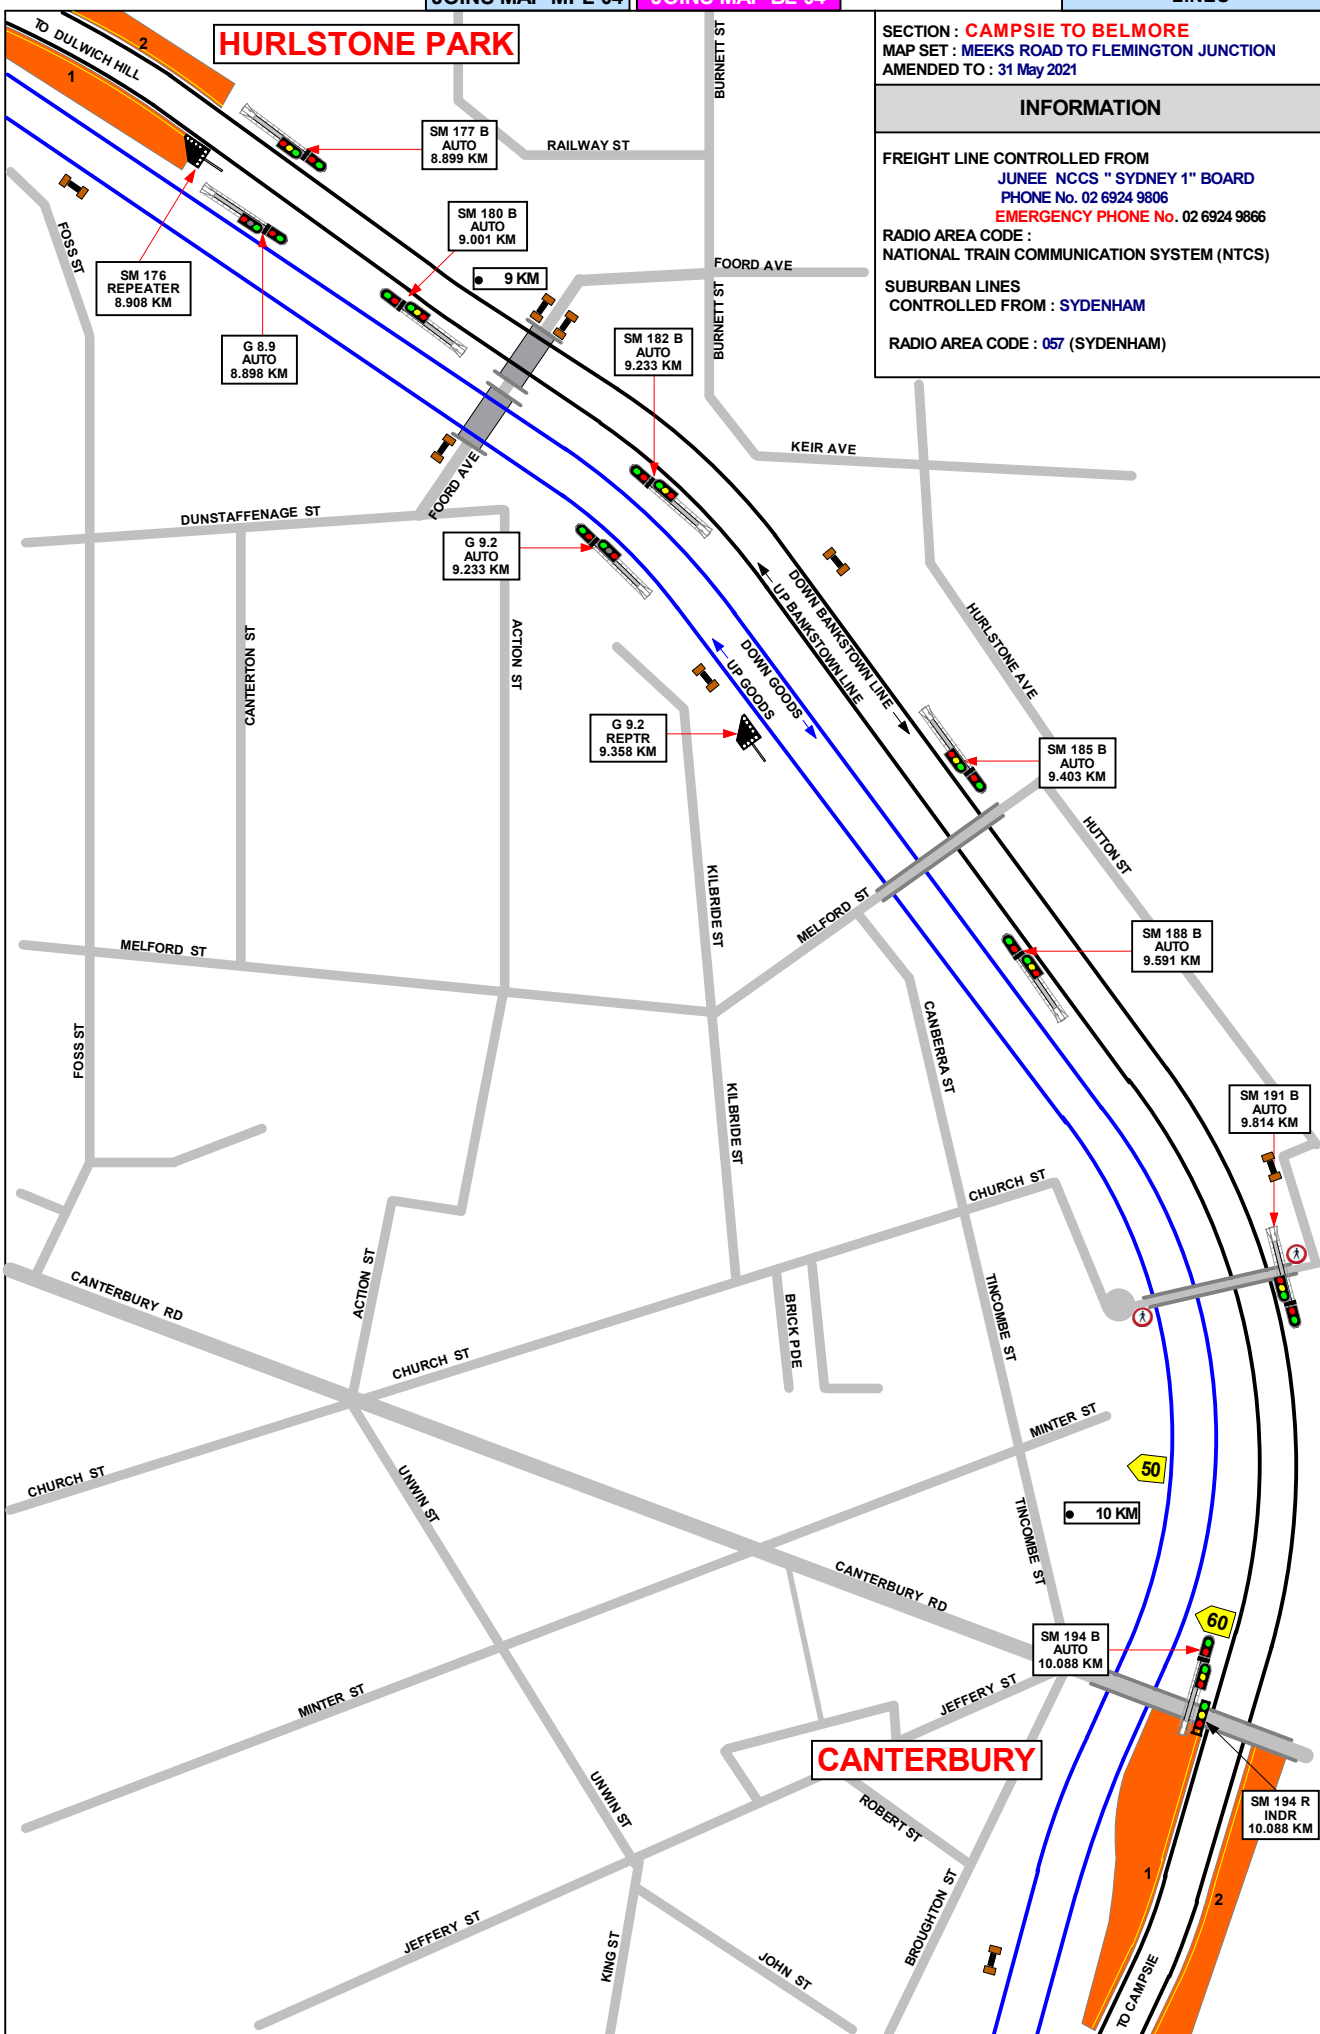 JOINS MAP MPL 04
JOINS MAP BL 04
LINES
SECTION : CAMPSIE TO BELMORE
MAP SET : MEEKS ROAD TO FLEMINGTON JUNCTION
AMENDED TO : 31 May 2021
INFORMATION
FREIGHT LINE CONTROLLED FROM
JUNEE NCCS " SYDNEY 1" BOARD
PHONE No. 02 6924 9806
EMERGENCY PHONE No. 02 6924 9866
RADIO AREA CODE :
NATIONAL TRAIN COMMUNICATION SYSTEM (NTCS)
SUBURBAN LINES
CONTROLLED FROM : SYDENHAM
RADIO AREA CODE : 057 (SYDENHAM)
TO DULWICH HILL
2
1
HURLSTONE PARK
BURNETT ST
SM 177 B
AUTO
8.899 KM
RAILWAY ST
SM 180 B
AUTO
9.001 KM
FOSS ST
SM 176
REPEATER
8.908 KM
9 KM
FOORD AVE
BURNETT ST
G 8.9
AUTO
8.898 KM
SM 182 B
AUTO
9.233 KM
KEIR AVE
FOORD AVE
DUNSTAFFENAGE ST
G 9.2
AUTO
9.233 KM
DOWN BANKSTOWN LINE
UP BANKSTOWN LINE
DOWN GOODS
UP GOODS
HURLSTONE AVE
CANTERTON ST
ACTION ST
G 9.2
REPTR
9.358 KM
SM 185 B
AUTO
9.403 KM
HUTTON ST
KILBRIDE ST
MELFORD ST
MELFORD ST
SM 188 B
AUTO
9.591 KM
FOSS ST
CANBERRA ST
KILBRIDE ST
SM 191 B
AUTO
9.814 KM
CHURCH ST
CANTERBURY RD
ACTION ST
TINCOMBE ST
BRICK PDE
CHURCH ST
MINTER ST
CHURCH ST
UNWIN ST
50
10 KM
TINCOMBE ST
CANTERBURY RD
60
SM 194 B
AUTO
10.088 KM
MINTER ST
JEFFERY ST
CANTERBURY
UNWIN ST
ROBERT ST
SM 194 R
INDR
10.088 KM
1
2
BROUGHTON ST
JEFFERY ST
KING ST
JOHN ST
TO CAMPSIE